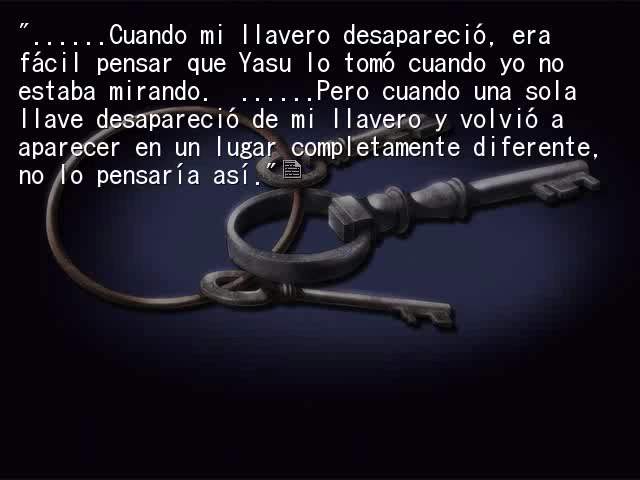 "......Cuando mi llavero desapareció, era
fácil pensar que Yasu lo tomó cuando yo no
estaba mirando.  ......Pero cuando una sola
llave desapareció de mi llavero y volvió a
aparecer en un lugar completamente diferente,
no lo pensaría así."